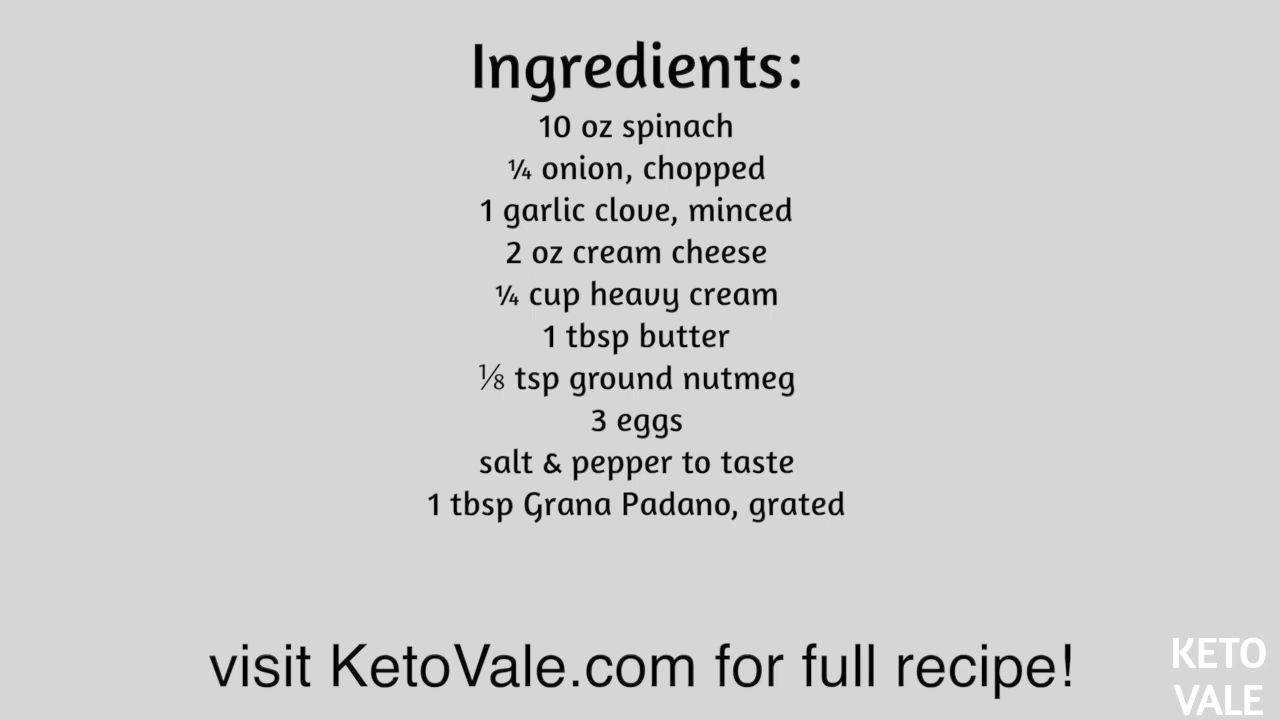 Ingredients:
10 oz spinach
¼ onion, chopped
1 garlic clove, minced
2 oz cream cheese
¼ cup heavy cream
1 tbsp butter
⅛ tsp ground nutmeg
3 eggs
salt & pepper to taste
1 tbsp Grana Padano, grated
visit KetoVale.com for full recipe!
KETO
VALE